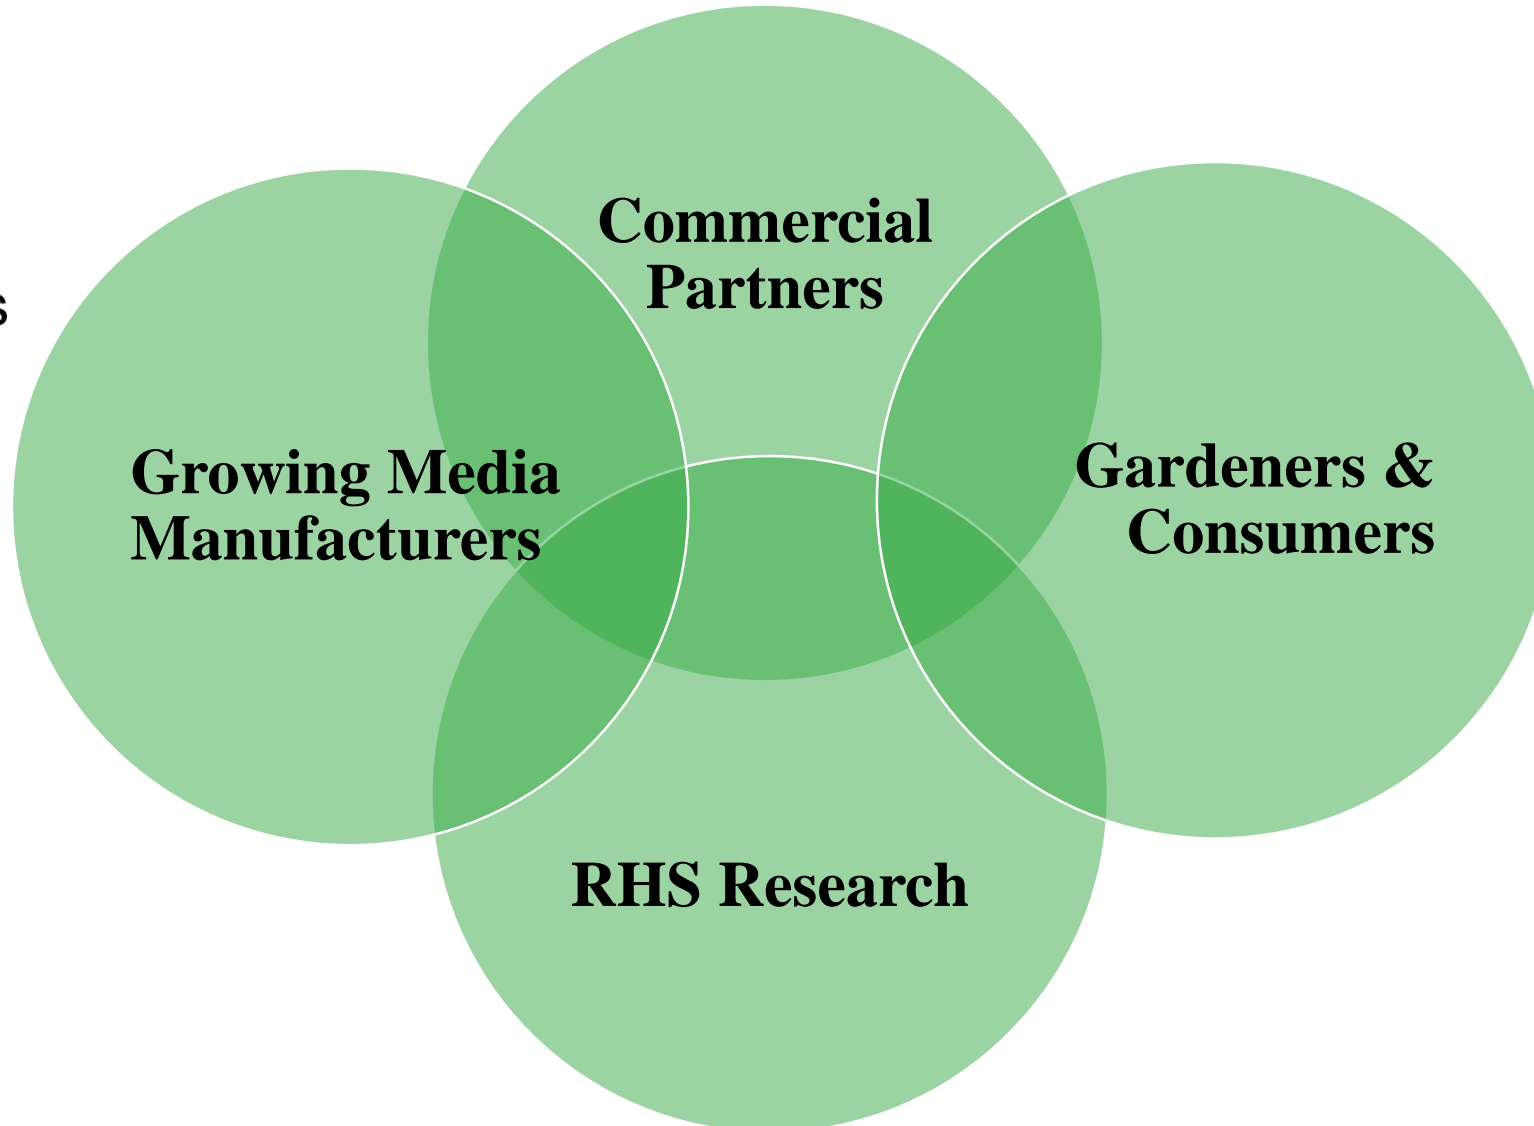 Commercial
Partners
s
Growing Media
Manufacturers
Gardeners &
Consumers
RHS Research